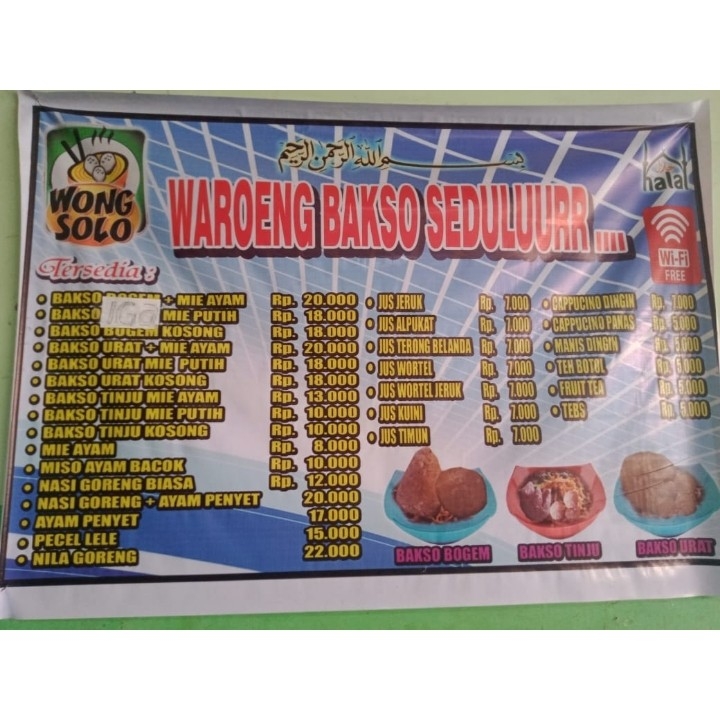 بسم الله الرحمن الرحيم
WONG
SOLO
WAROENG BAKSO SEDULUURR ....
halal
Wi-Fi
FREE
Tersedia :
IGa
• BAKSO BOGEM + MIE AYAM Rp. 20.000
• BAKSO MIE PUTIH Rp. 18.000
• BAKSO BOGEM KOSONG Rp. 18.000
• BAKSO URAT + MIE AYAM Rp. 20.000
• BAKSO URAT MIE PUTIH Rp. 18.000
• BAKSO URAT KOSONG Rp. 18.000
• BAKSO TINJU MIE AYAM Rp. 13.000
• BAKSO TINJU MIE PUTIH Rp. 10.000
• BAKSO TINJU KOSONG Rp. 10.000
• MIE AYAM Rp. 8.000
• MISO AYAM BACOK Rp. 10.000
• NASI GORENG BIASA Rp. 12.000
• NASI GORENG + AYAM PENYET 20.000
• AYAM PENYET 17.000
• PECEL LELE 15.000
• NILA GORENG 22.000
• JUS JERUK Rp. 7.000
• JUS ALPUKAT Rp. 7.000
• JUS TERONG BELANDA Rp. 7.000
• JUS WORTEL Rp. 7.000
• JUS WORTEL JERUK Rp. 7.000
• JUS KUINI Rp. 7.000
• JUS TIMUN Rp. 7.000
• CAPPUCINO DINGIN Rp. 7.000
• CAPPUCINO PANAS Rp. 5.000
• MANIS DINGIN Rp. 5.000
• TEH BOTOL Rp. 5.000
• FRUIT TEA Rp. 5.000
• TEBS Rp. 5.000
BAKSO BOGEM
BAKSO TINJU
BAKSO URAT